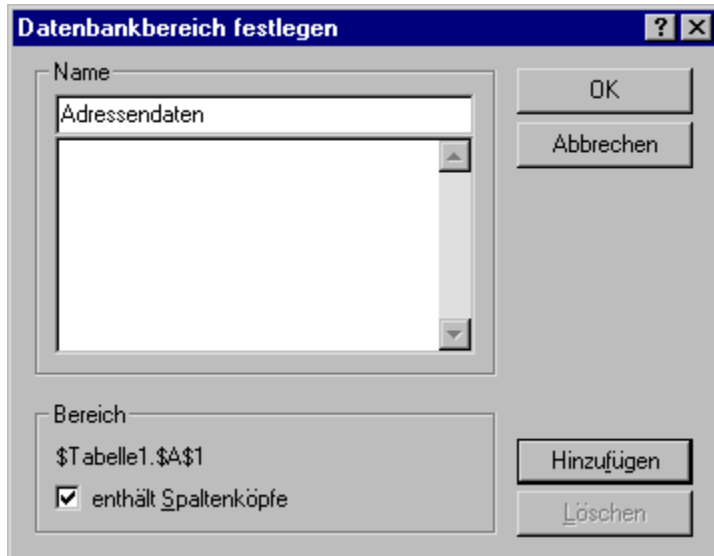 Datenbankbereich festlegen
Name
Adressendaten
OK
Abbrechen
Bereich
$Tabelle1.$A$1
enthält Spaltenköpfe
Hinzufügen
Löschen